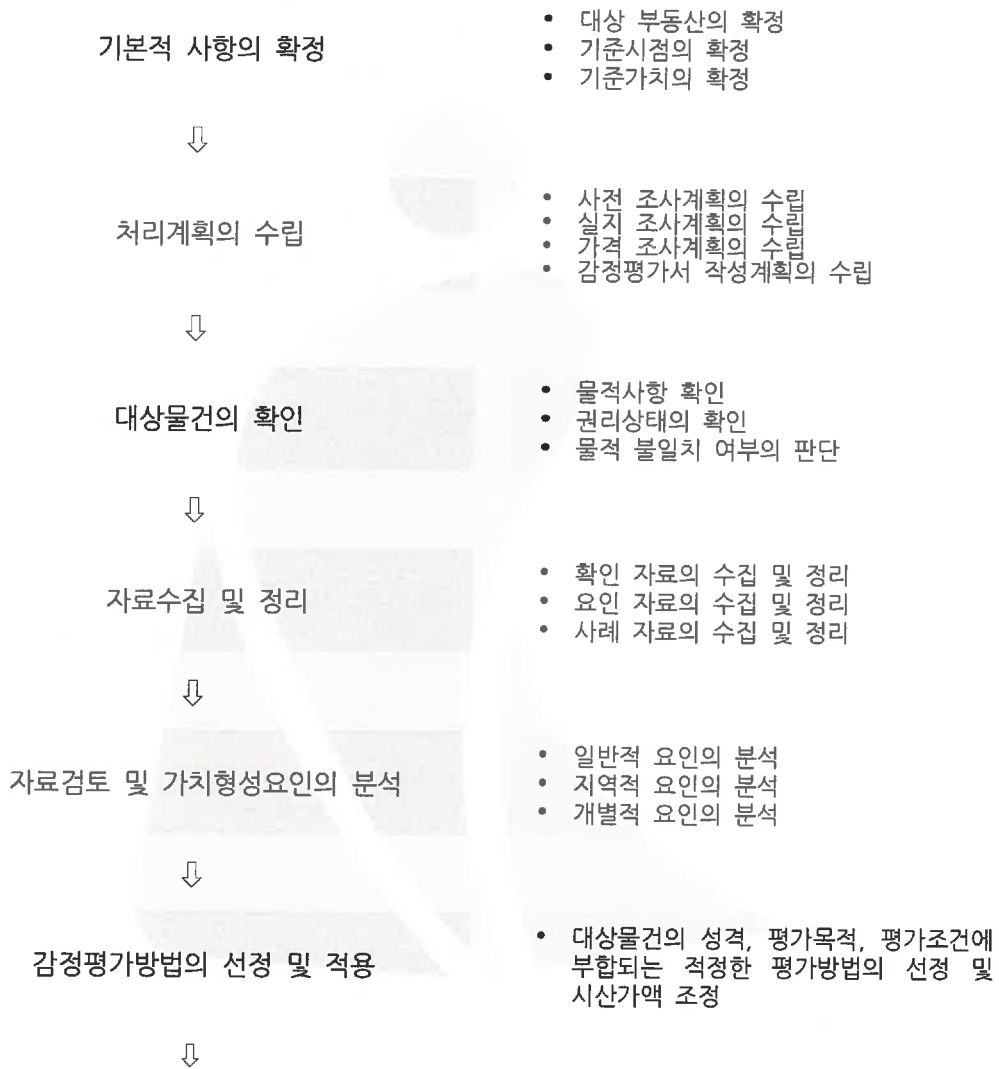 기본적 사항의 확정
• 대상 부동산의 확정
• 기준시점의 확정
• 기준가치의 확정
⇩
처리계획의 수립
• 사전 조사계획의 수립
• 실지 조사계획의 수립
• 가격 조사계획의 수립
• 감정평가서 작성계획의 수립
⇩
대상물건의 확인
• 물적사항 확인
• 권리상태의 확인
• 물적 불일치 여부의 판단
⇩
자료수집 및 정리
• 확인 자료의 수집 및 정리
• 요인 자료의 수집 및 정리
• 사례 자료의 수집 및 정리
⇩
자료검토 및 가치형성요인의 분석
• 일반적 요인의 분석
• 지역적 요인의 분석
• 개별적 요인의 분석
⇩
감정평가방법의 선정 및 적용
• 대상물건의 성격, 평가목적, 평가조건에
부합되는 적정한 평가방법의 선정 및
시산가액 조정
⇩